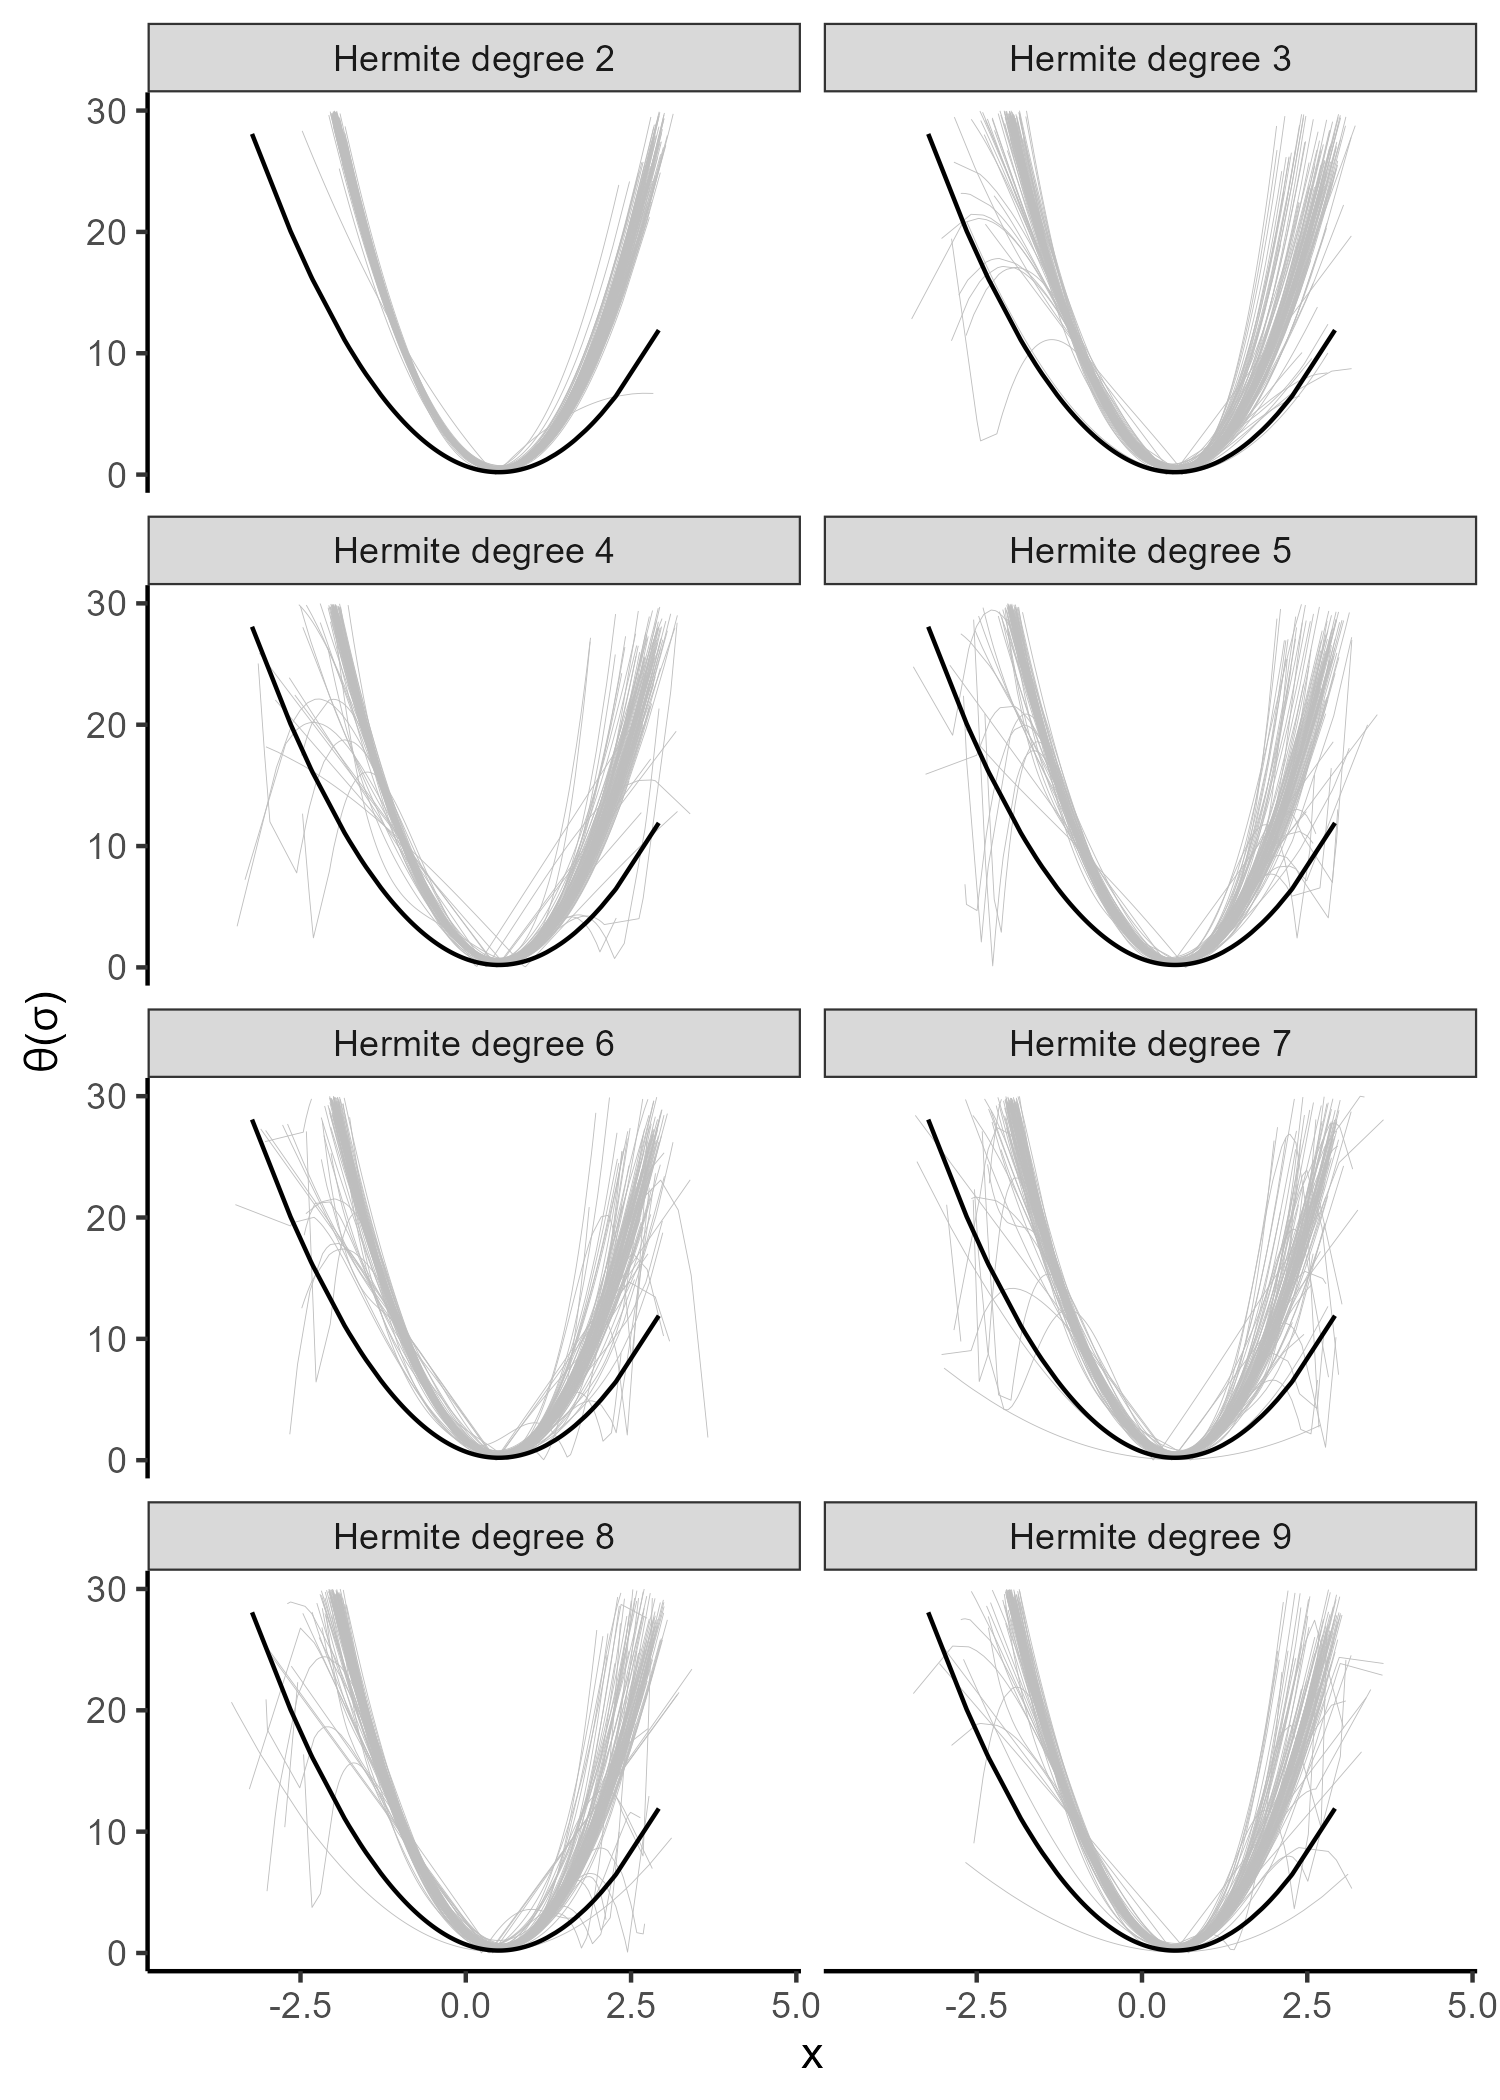 Hermite degree 2
Hermite degree 3
30
20
10
0
Hermite degree 4
Hermite degree 5
30
20
10
0
θ(σ)
Hermite degree 6
Hermite degree 7
30
20
10
0
Hermite degree 8
Hermite degree 9
30
20
10
0
-2.5 0.0 2.5 5.0
-2.5 0.0 2.5 5.0
x